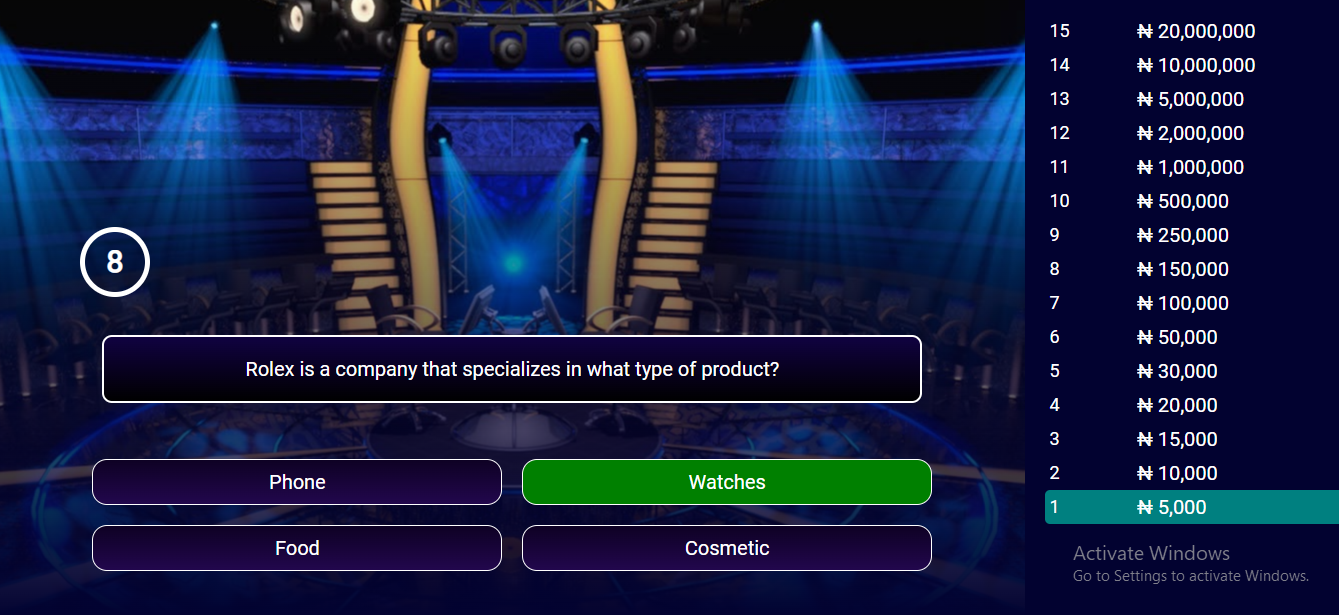 8
Rolex is a company that specializes in what type of product?
Phone
Watches
Food
Cosmetic
15 ₦ 20,000,000
14 ₦ 10,000,000
13 ₦ 5,000,000
12 ₦ 2,000,000
11 ₦ 1,000,000
10 ₦ 500,000
9 ₦ 250,000
8 ₦ 150,000
7 ₦ 100,000
6 ₦ 50,000
5 ₦ 30,000
4 ₦ 20,000
3 ₦ 15,000
2 ₦ 10,000
1 ₦ 5,000
Activate Windows
Go to Settings to activate Windows.